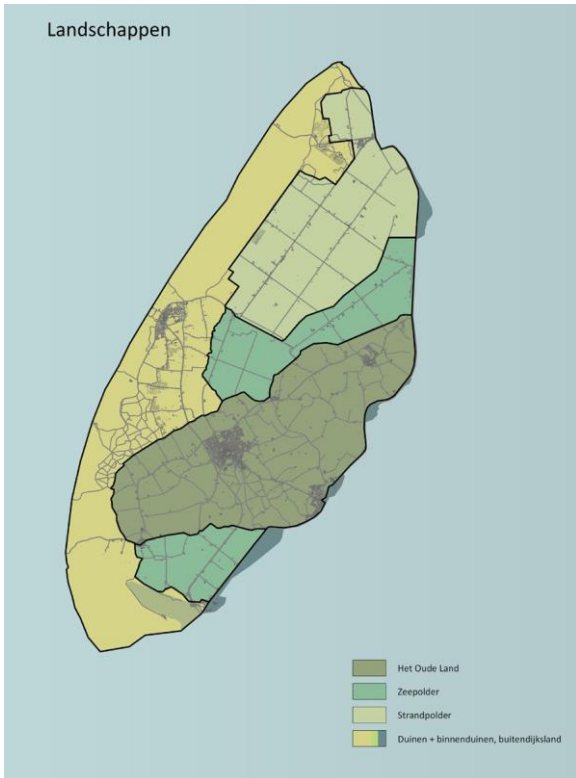 Landschappen
Het Oude Land
Zeepolder
Strandpolder
Duinen + binnenduinen, buitendijksland